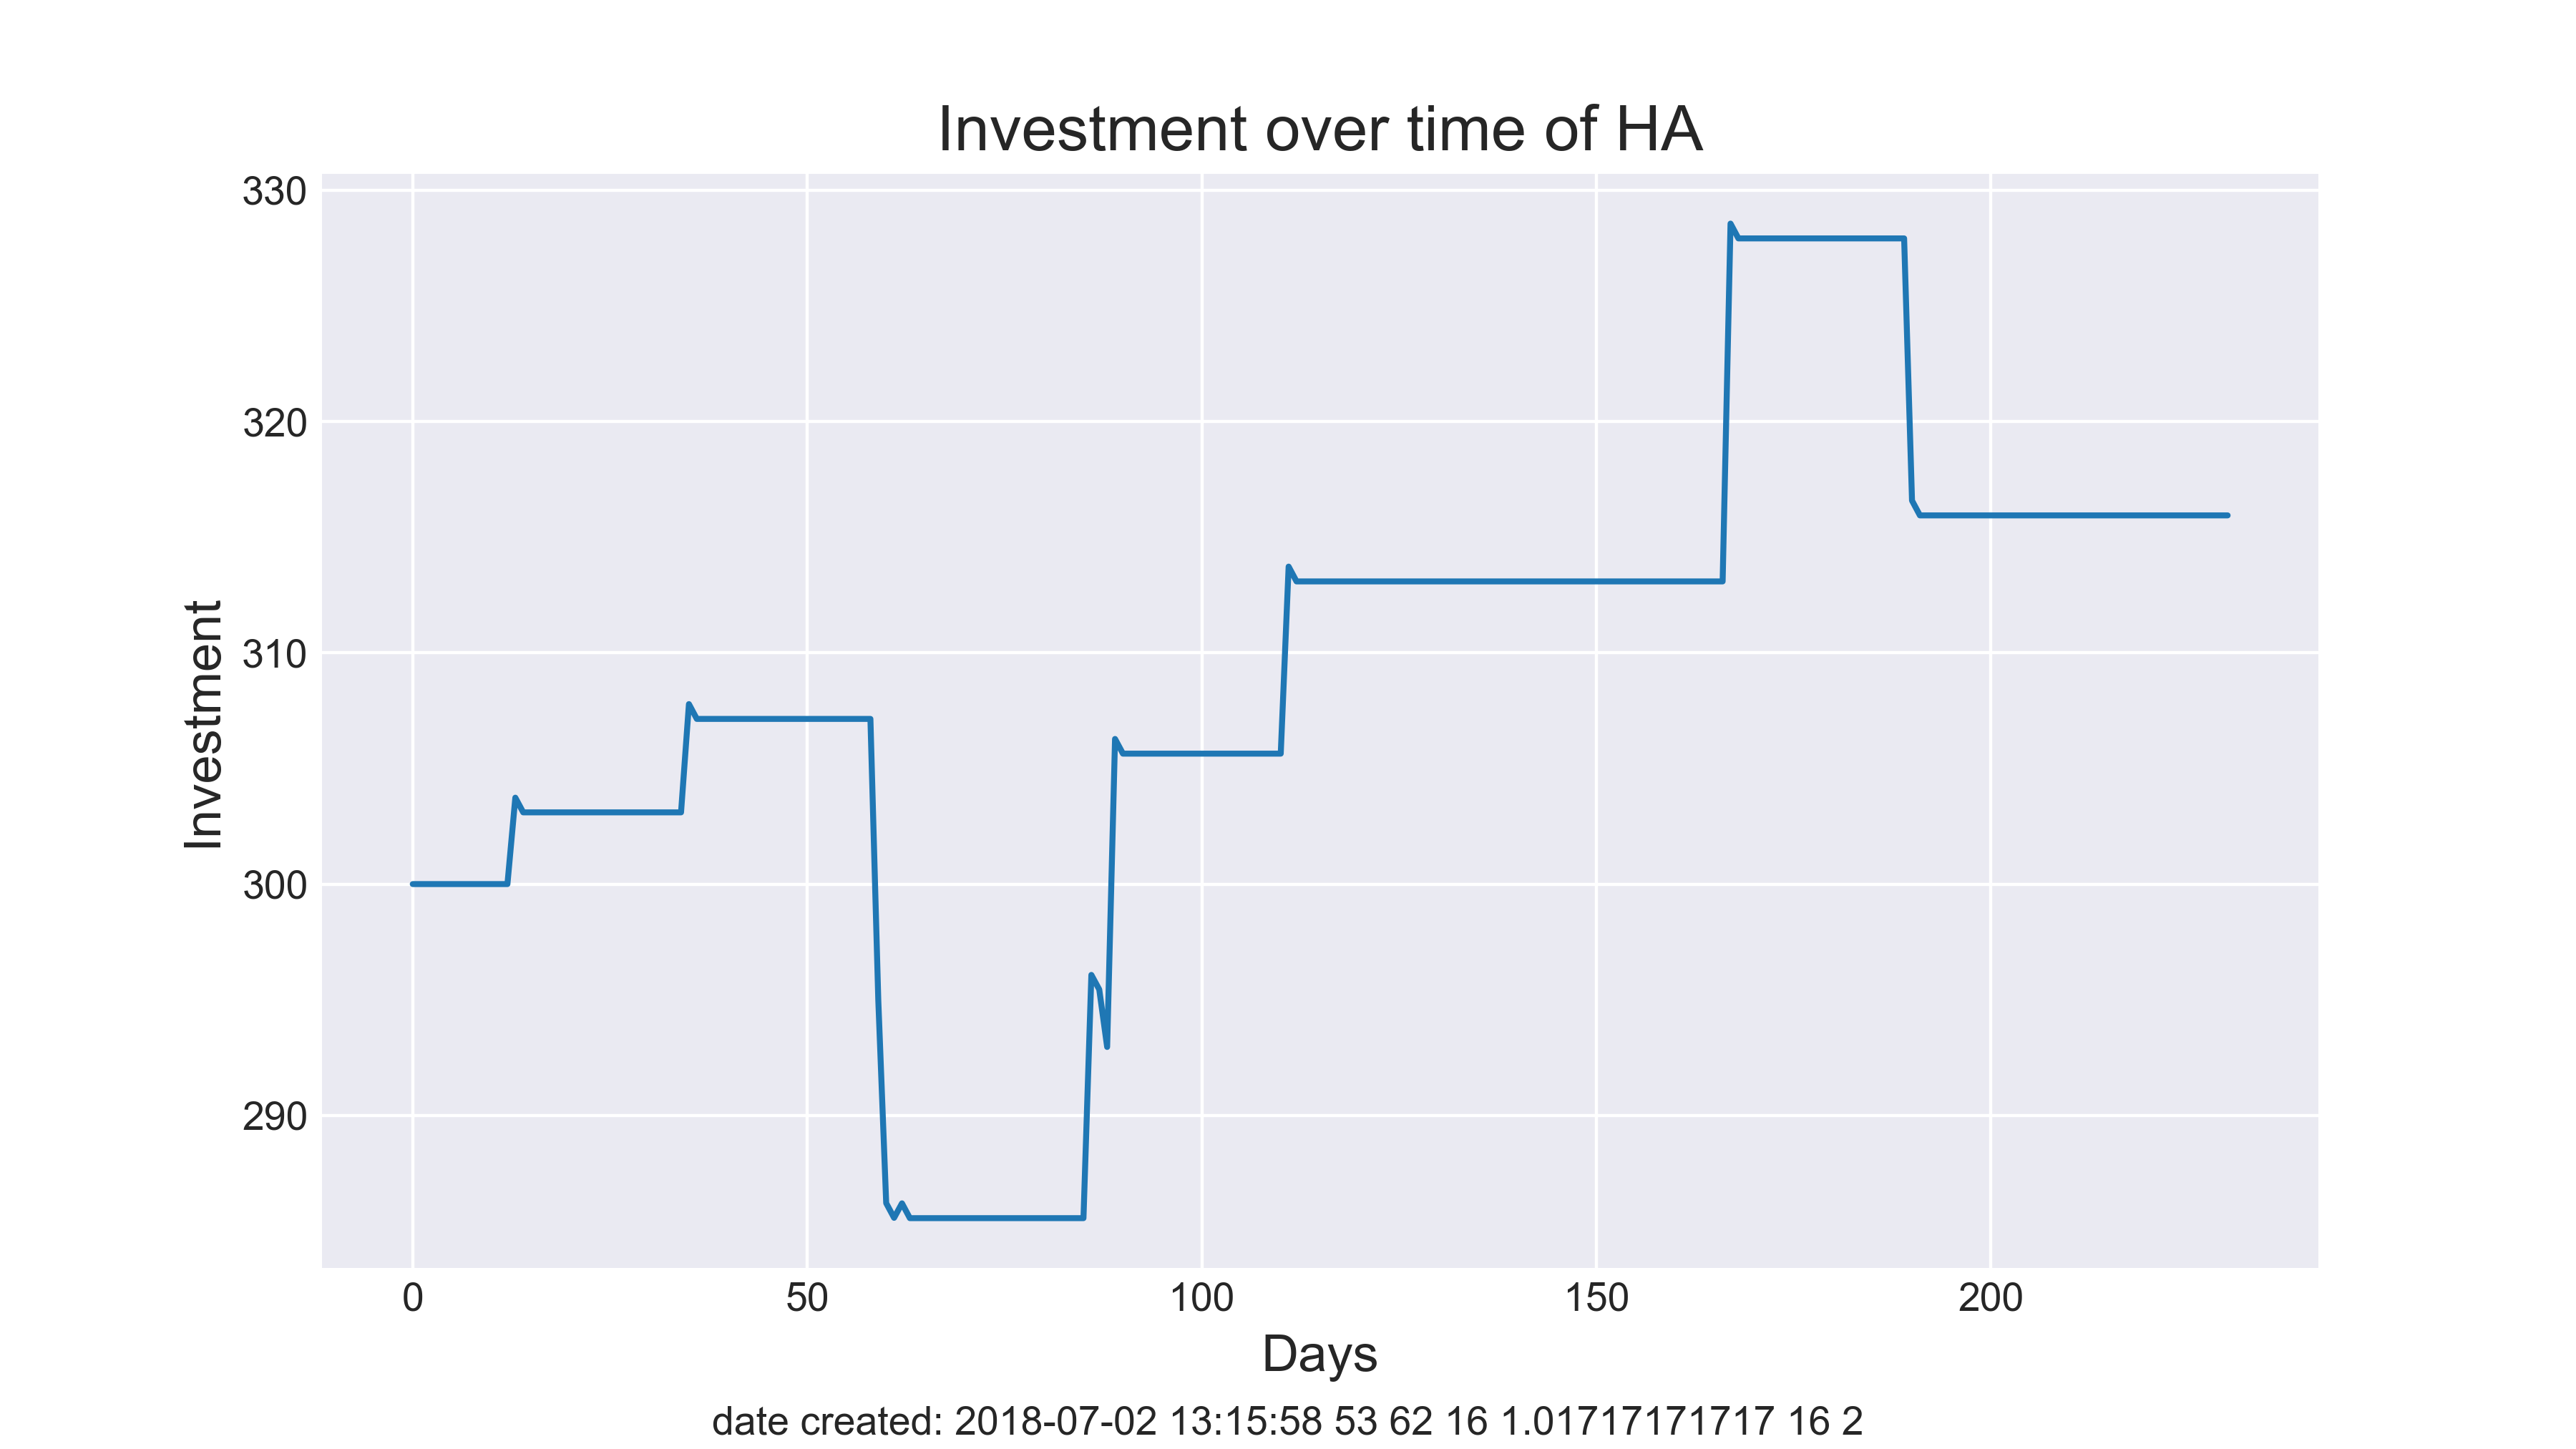 Investment over time of HA
330
320
310
300
290
Investment
0 50 100 150 200
Days
date created: 2018-07-02 13:15:58 53 62 16 1.01717171717 16 2